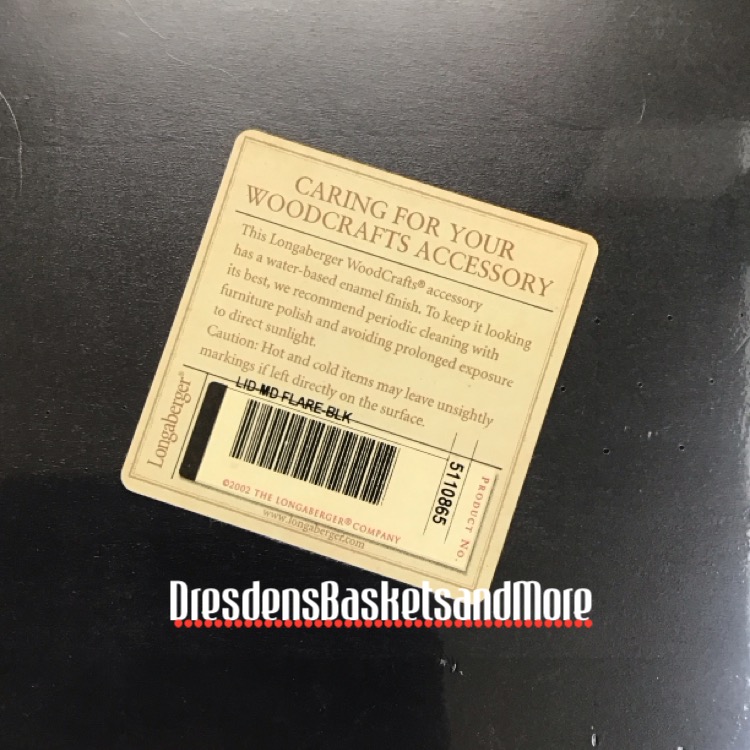 CARING FOR YOUR
WOODCRAFTS ACCESSORY
This Longaberger WoodCrafts® accessory
has a water-based enamel finish. To keep it looking
its best, we recommend periodic cleaning with
furniture polish and avoiding prolonged exposure
to direct sunlight.
Caution: Hot and cold items may leave unsightly
markings if left directly on the surface.
Longaberger®
LID-MD FLARE-BLK
PRODUCT NO.
5110865
©2002 THE LONGABERGER® COMPANY
www.longaberger.com
DresdensBasketsandMore